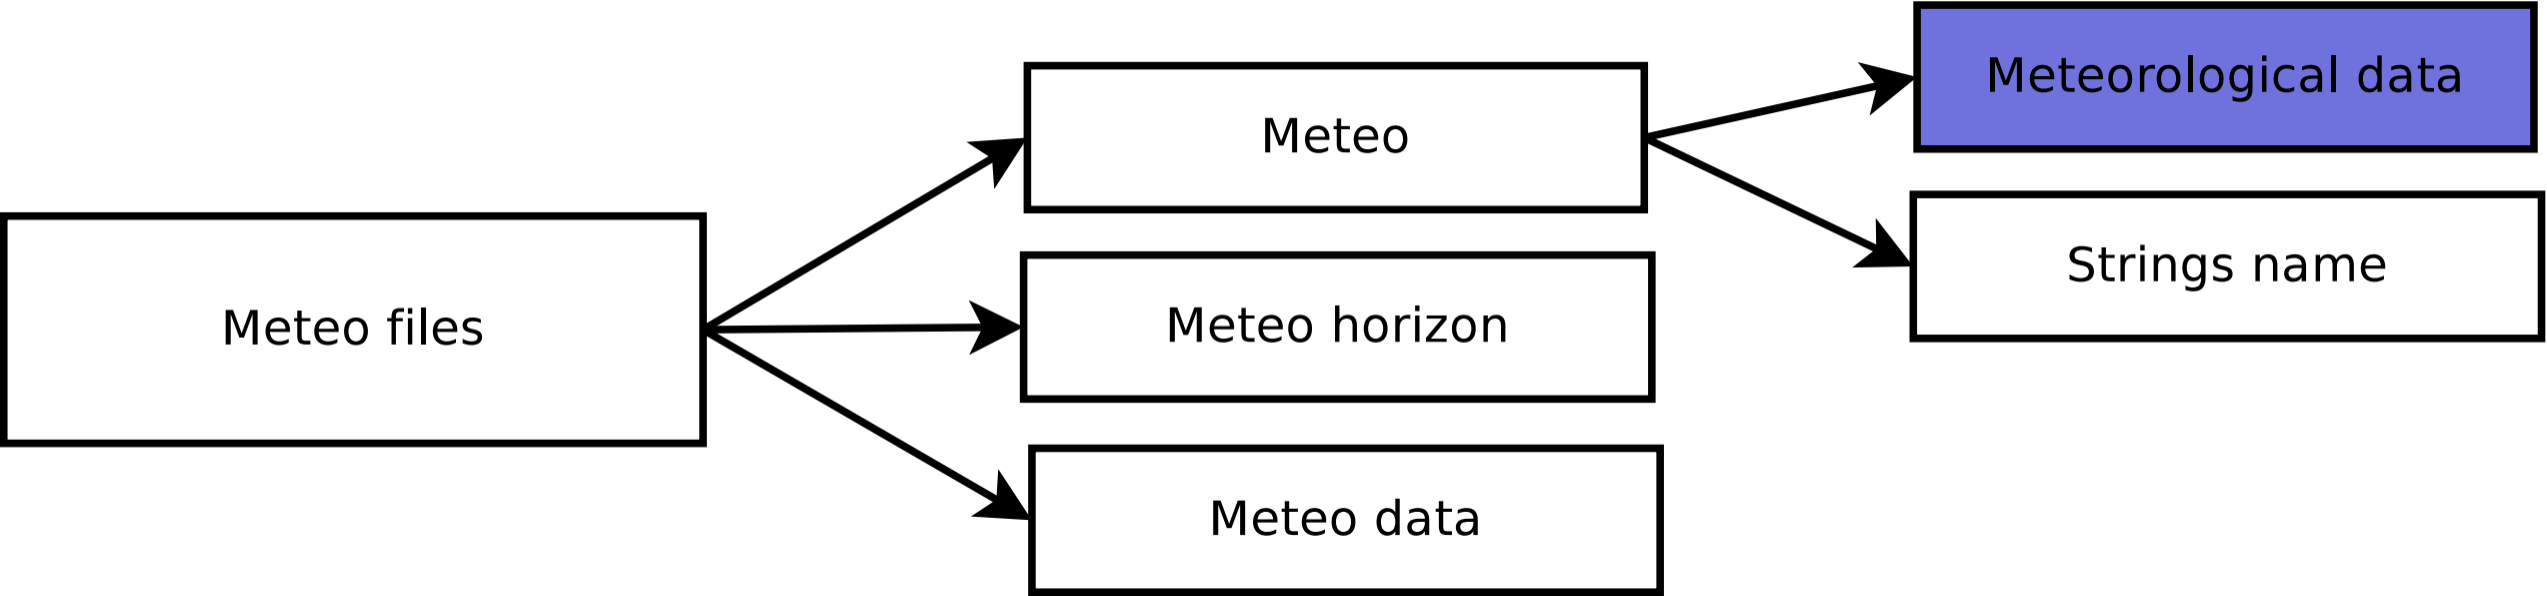 Meteorological data
Meteo
Strings name
Meteo files
Meteo horizon
Meteo data